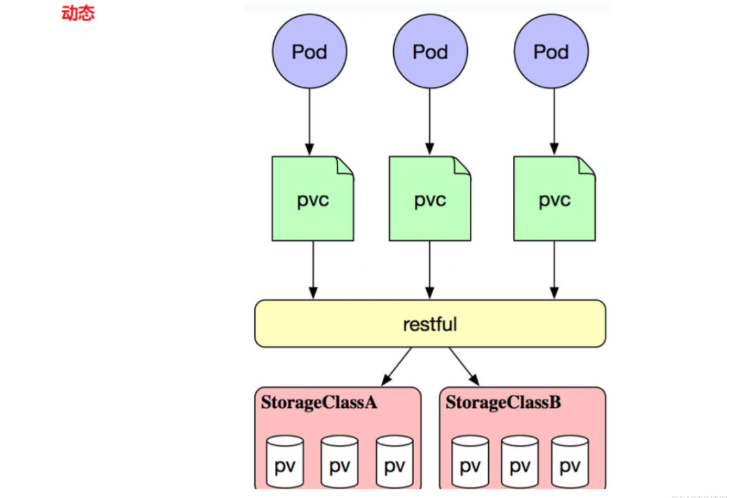 动态
Pod Pod Pod
pvc pvc pvc
restful
StorageClassA StorageClassB
pv pv pv pv pv pv